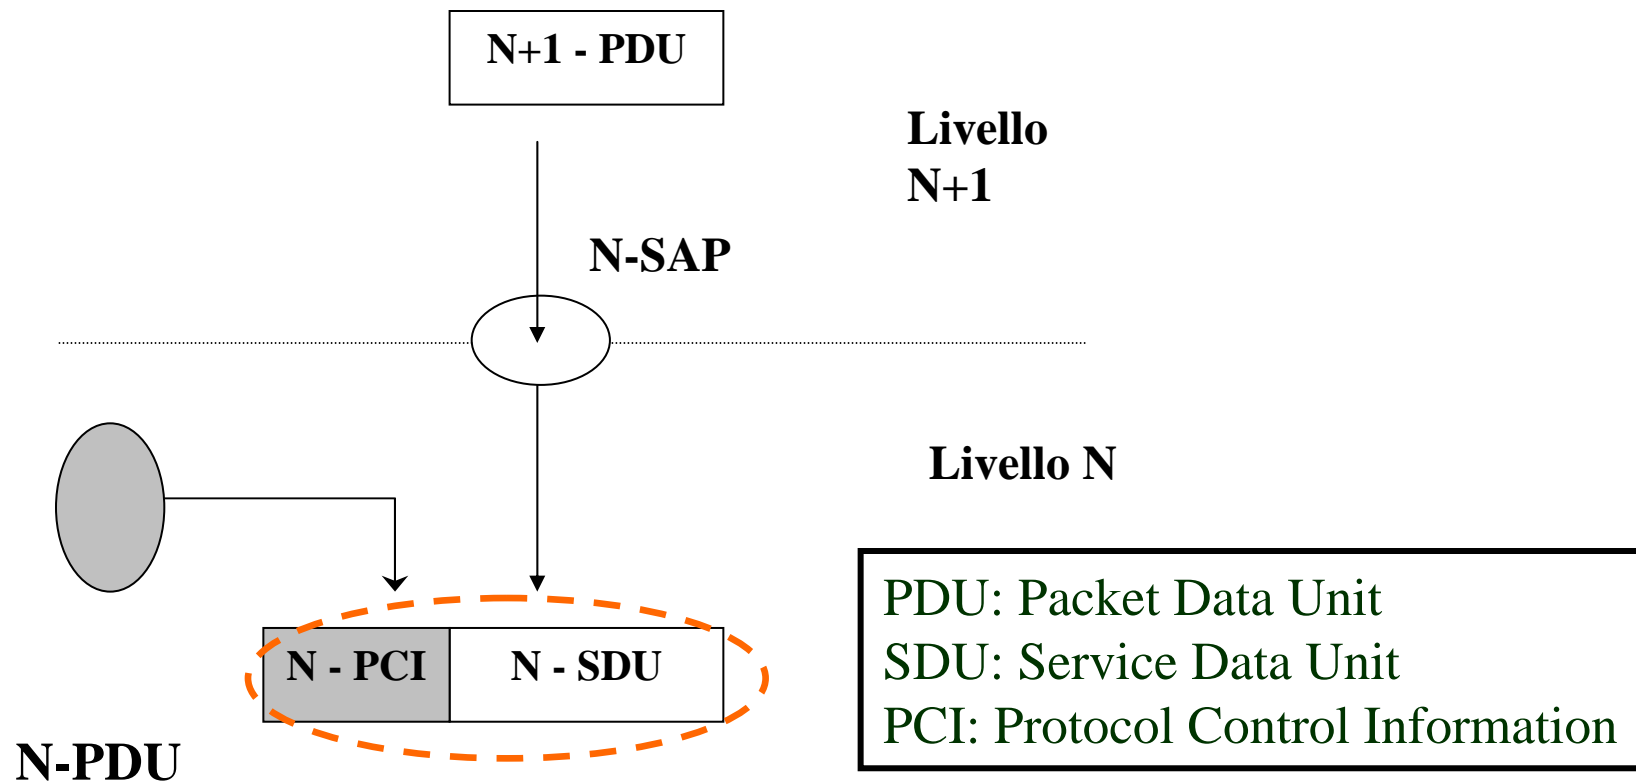 N+1 - PDU
Livello
N+1
N-SAP
Livello N
N - PCI
N - SDU
N-PDU
PDU: Packet Data Unit
SDU: Service Data Unit
PCI: Protocol Control Information